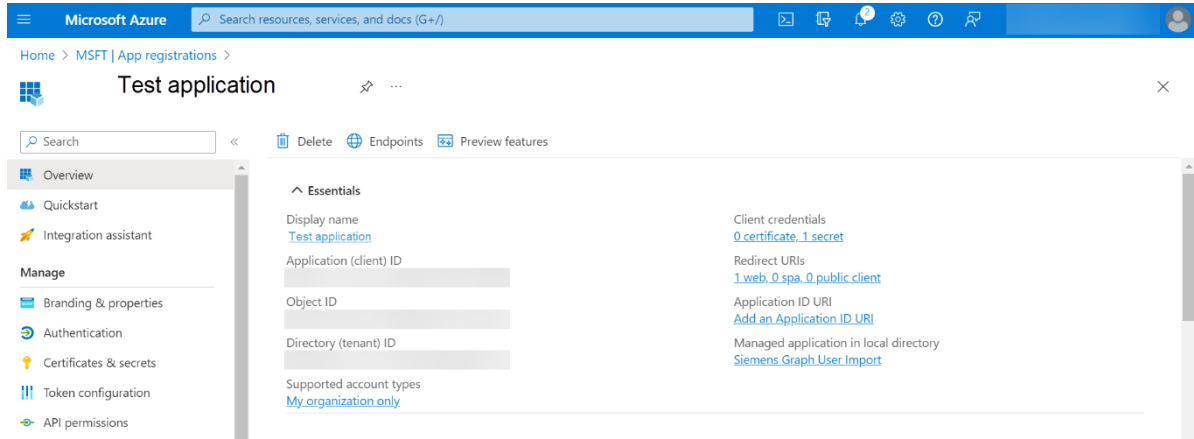 Microsoft Azure
Search resources, services, and docs (G+/)
2
Home > MSFT | App registrations >
Test application
...
Search
«
Delete
Endpoints
Preview features
Overview
Quickstart
Integration assistant
Manage
Branding & properties
Authentication
Certificates & secrets
Token configuration
API permissions
Essentials
Display name
Test application
Application (client) ID
Object ID
Directory (tenant) ID
Supported account types
My organization only
Client credentials
0 certificate, 1 secret
Redirect URIs
1 web, 0 spa, 0 public client
Application ID URI
Add an Application ID URI
Managed application in local directory
Siemens Graph User Import